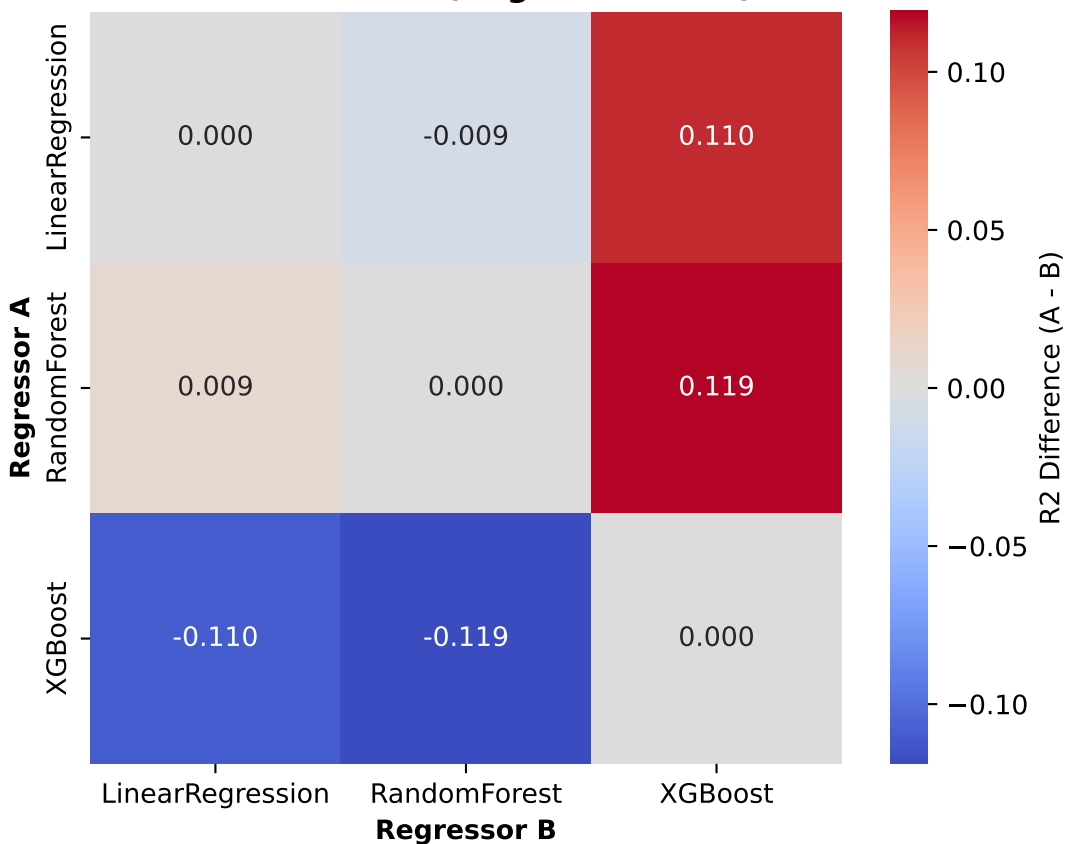 LinearRegression
RandomForest
XGBoost
Regressor A
0.000 -0.009 0.110
0.009 0.000 0.119
-0.110 -0.119 0.000
LinearRegression RandomForest XGBoost
Regressor B
0.10
0.05
0.00
−0.05
−0.10
R2 Difference (A - B)